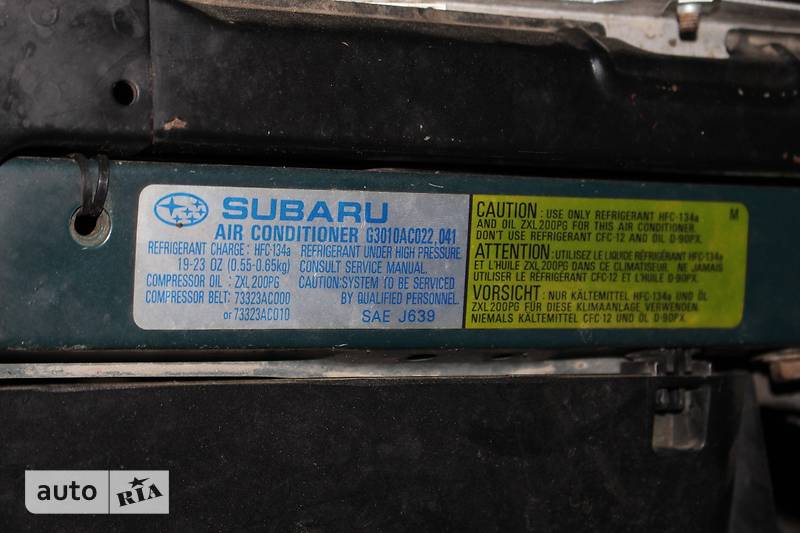 SUBARU
AIR CONDITIONER G3010AC022,041
REFRIGERANT CHARGE: HFC-134a
19-23 OZ (0.55-0.65kg)
COMPRESSOR OIL : ZXL200PG
COMPRESSOR BELT: 73323AC000
or 73323AC010
REFRIGERANT UNDER HIGH PRESSURE.
CONSULT SERVICE MANUAL.
CAUTION:SYSTEM TO BE SERVICED
BY QUALIFIED PERSONNEL.
SAE J639
CAUTION : USE ONLY REFRIGERANT HFC-134a M
AND OIL ZXL200PG FOR THIS AIR CONDITIONER.
DON'T USE REFRIGERANT CFC-12 AND OIL D-90PX.
ATTENTION :UTILISEZ LE LIQUIDE RÉFRIGÉRANT HFC-134a
ET L'HUILE ZXL200PG DANS CE CLIMATISEUR. NE JAMAIS
UTILISER LE REFRIGERANT CFC-12 ET L'HUILE D-90PX.
VORSICHT : NUR KÄLTEMITTEL HFC-134a UND ÖL
ZXL200PG FÜR DIESE KLIMAANLAGE VERWENDEN
NIEMALS KÄLTEMITTEL CFC-12 UND ÖL D-90PX.
auto RIA